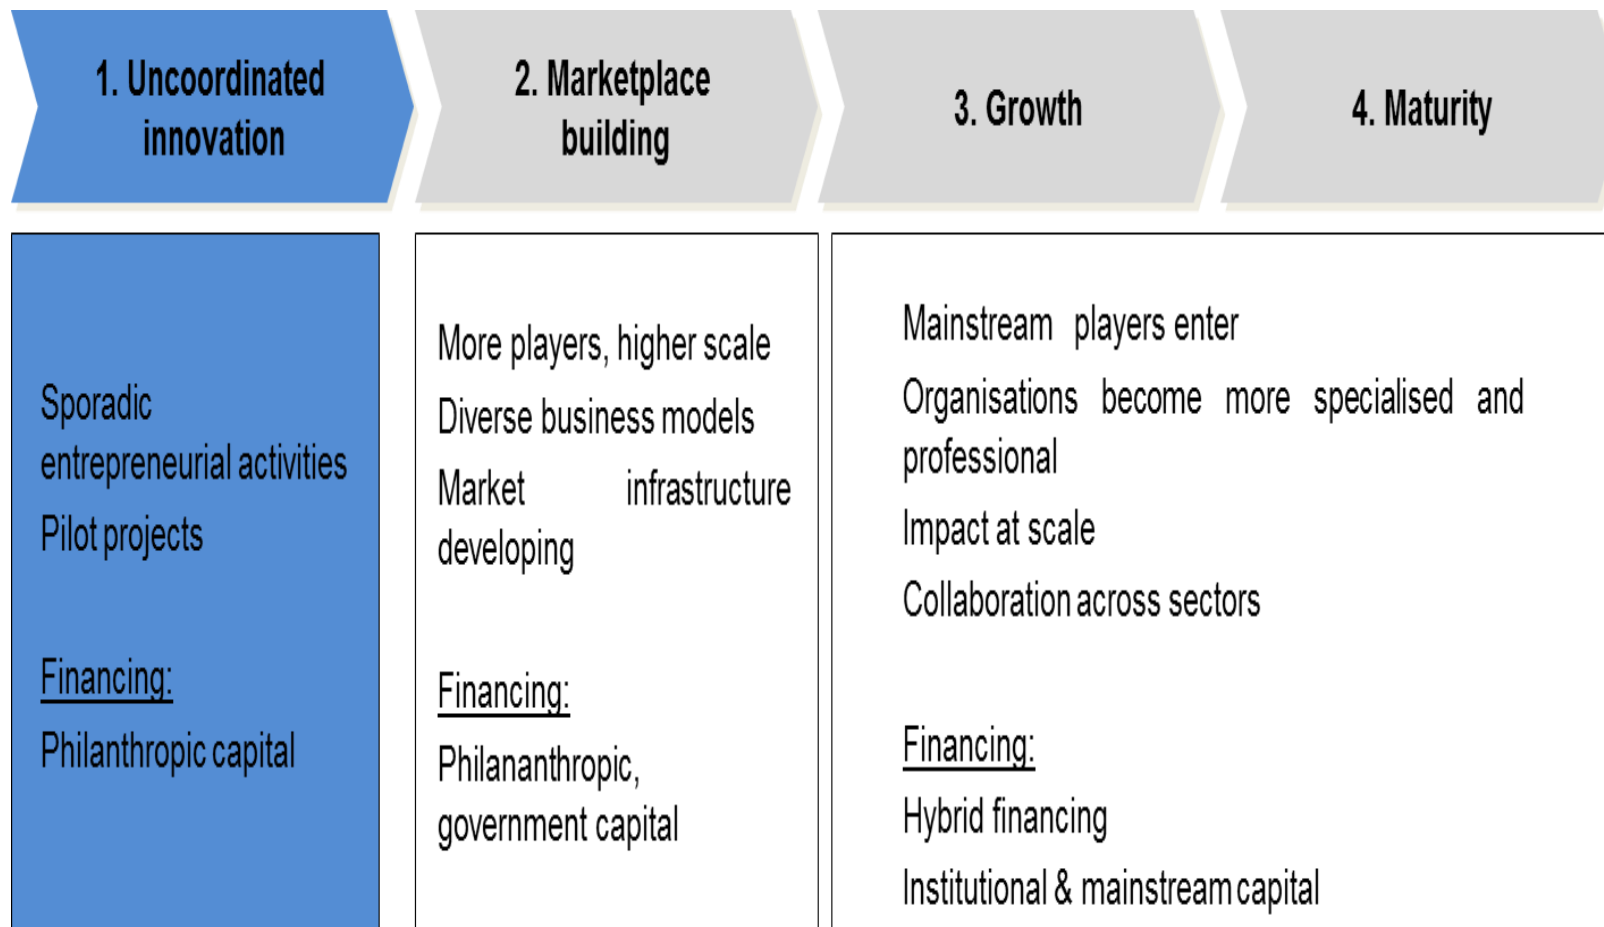 1. Uncoordinated
innovation
2. Marketplace
building
3. Growth
4. Maturity
Sporadic
entrepreneurial activities
Pilot projects
Financing:
Philanthropic capital
More players, higher scale
Diverse business models
Market infrastructure
developing
Financing:
Philananthropic,
government capital
Mainstream players enter
Organisations become more specialised and
professional
Impact at scale
Collaboration across sectors
Financing:
Hybrid financing
Institutional & mainstream capital